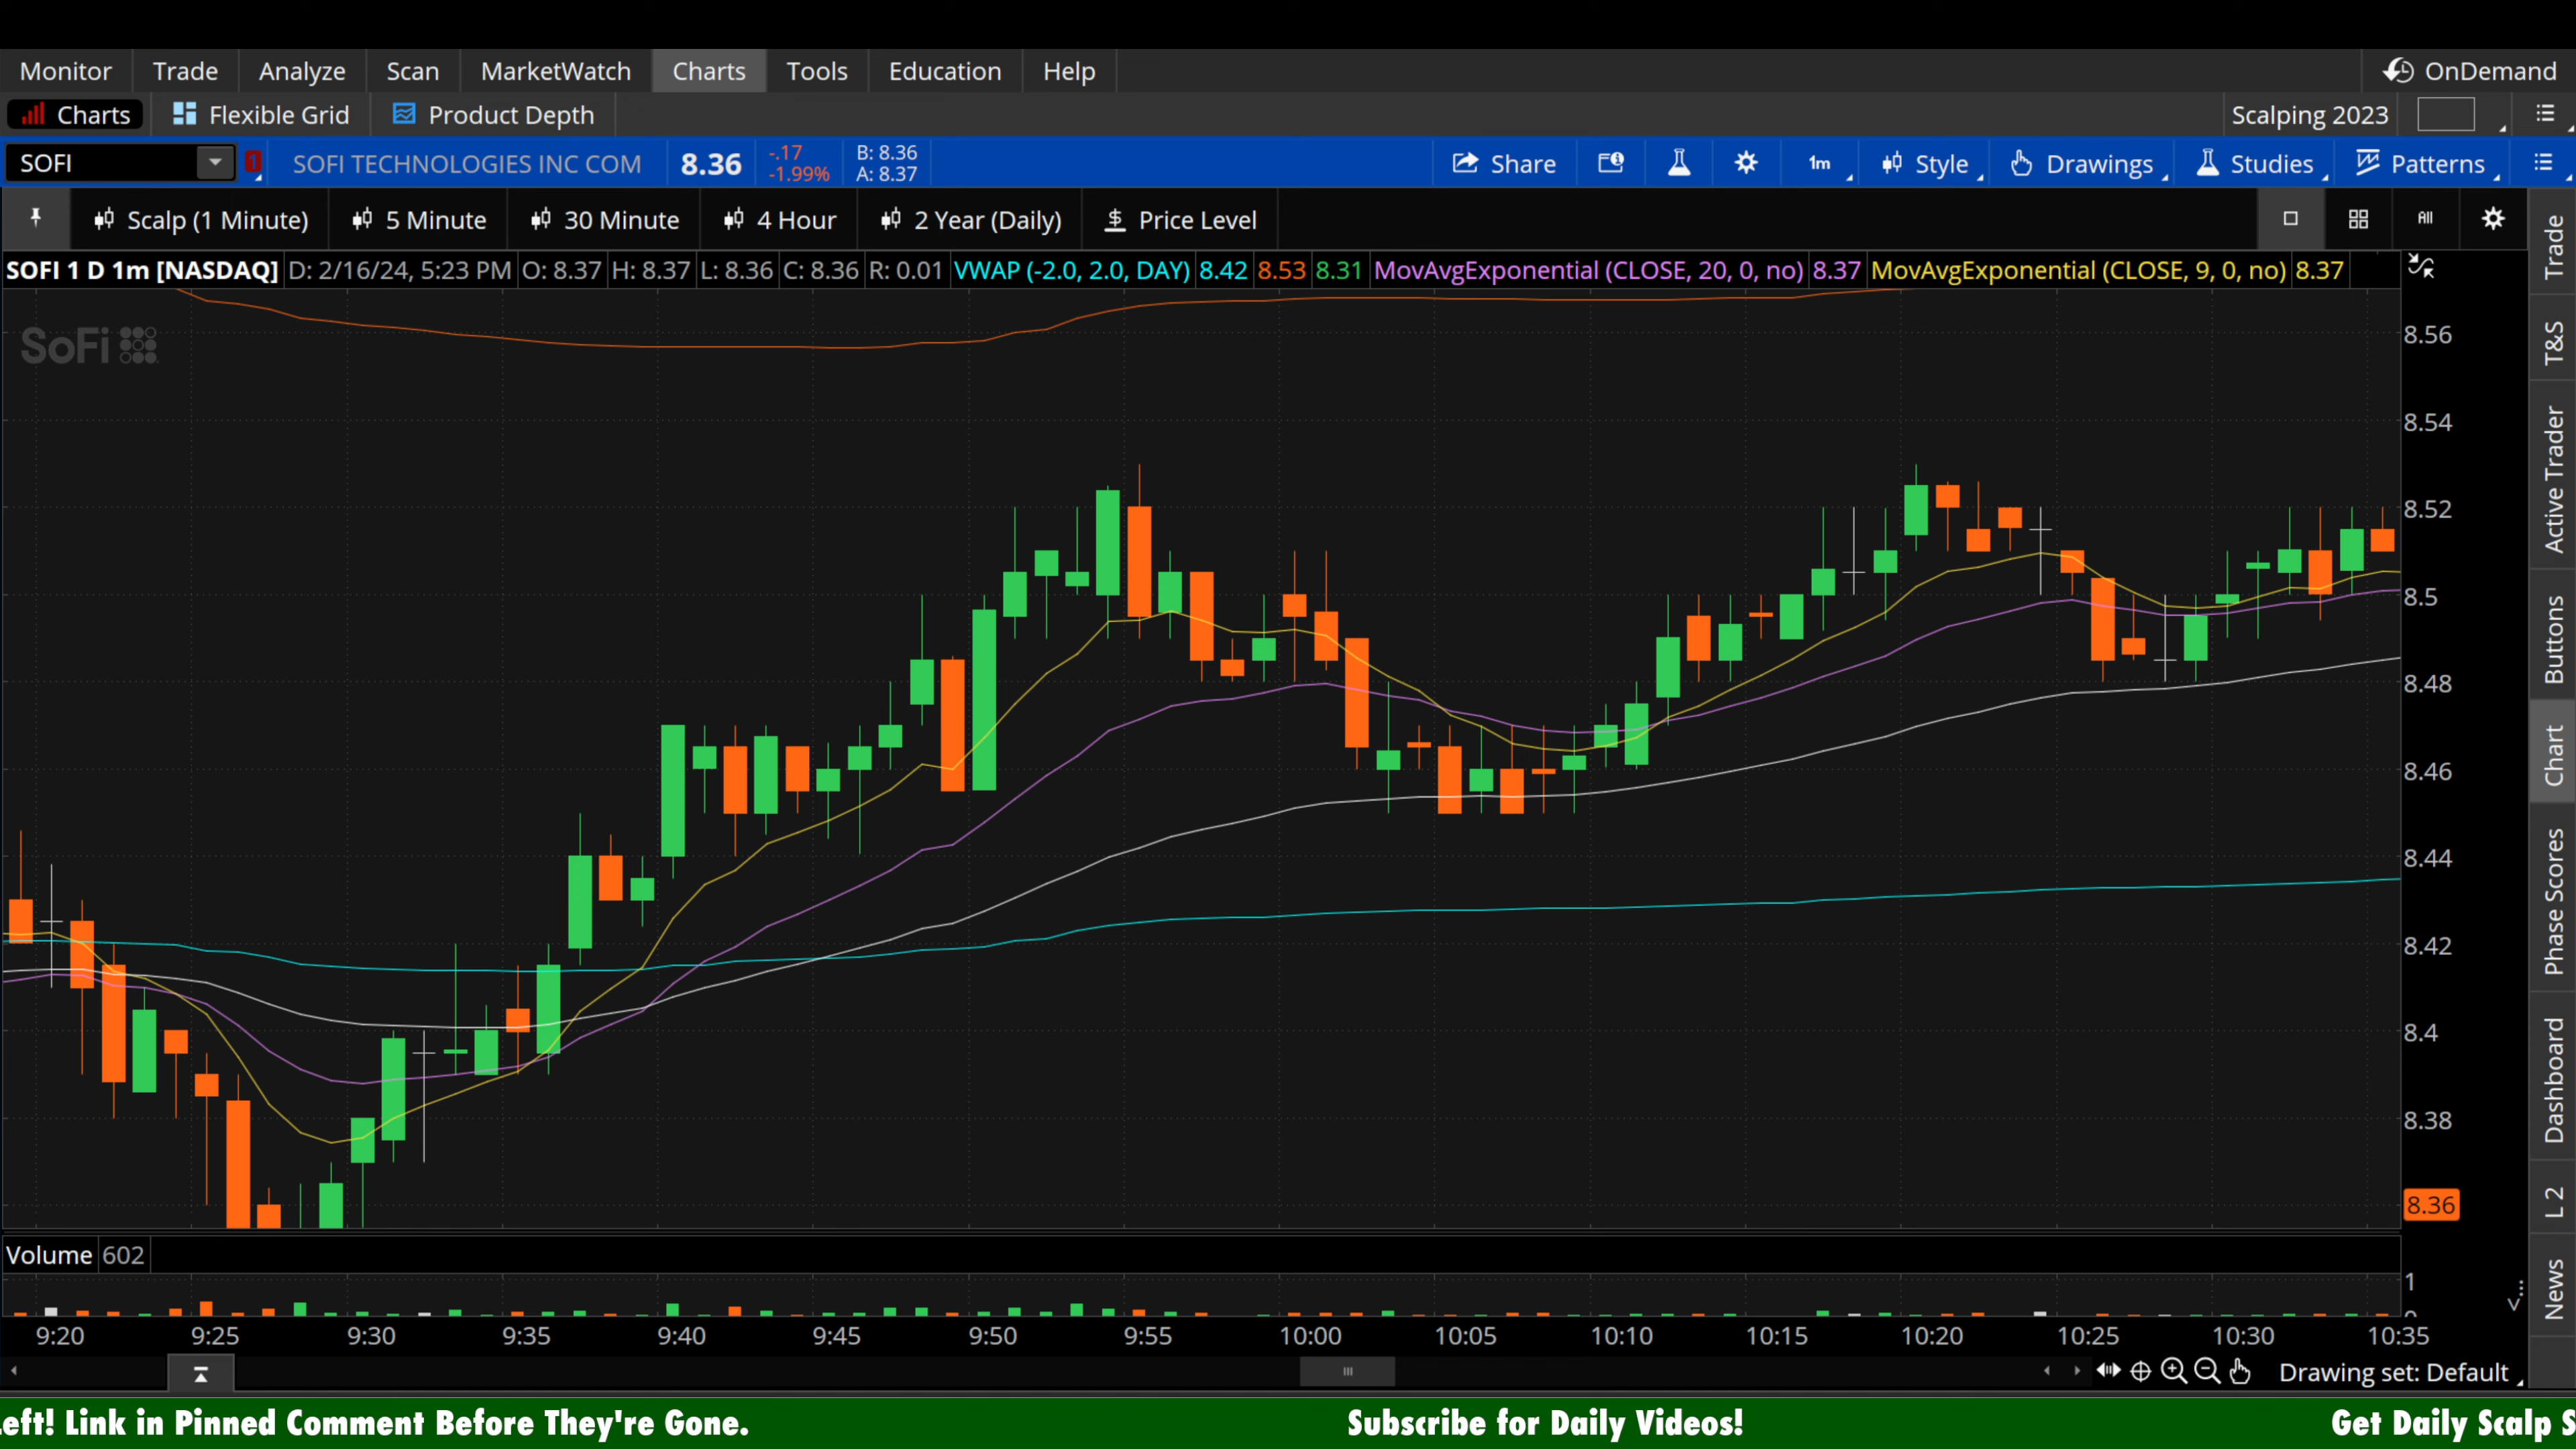 Monitor Trade Analyze Scan MarketWatch Charts Tools Education Help OnDemand
Charts Flexible Grid Product Depth Scalping 2023
SOFI 1 SOFI TECHNOLOGIES INC COM 8.36 -.17 -1.99% B: 8.36 A: 8.37 Share 1m Style Drawings Studies Patterns
Scalp (1 Minute) 5 Minute 30 Minute 4 Hour 2 Year (Daily) $ Price Level All
SOFI 1 D 1m [NASDAQ] D: 2/16/24, 5:23 PM O: 8.37 H: 8.37 L: 8.36 C: 8.36 R: 0.01 VWAP (-2.0, 2.0, DAY) 8.42 8.53 8.31 MovAvgExponential (CLOSE, 20, 0, no) 8.37 MovAvgExponential (CLOSE, 9, 0, no) 8.37
SoFi
8.56
8.54
8.52
8.5
8.48
8.46
8.44
8.42
8.4
8.38
8.36
Trade
T&S
Active Trader
Buttons
Chart
Phase Scores
Dashboard
L 2
News
Volume 602
1
0
9:20 9:25 9:30 9:35 9:40 9:45 9:50 9:55 10:00 10:05 10:10 10:15 10:20 10:25 10:30 10:35
Drawing set: Default
Left! Link in Pinned Comment Before They're Gone. Subscribe for Daily Videos! Get Daily Scalp S